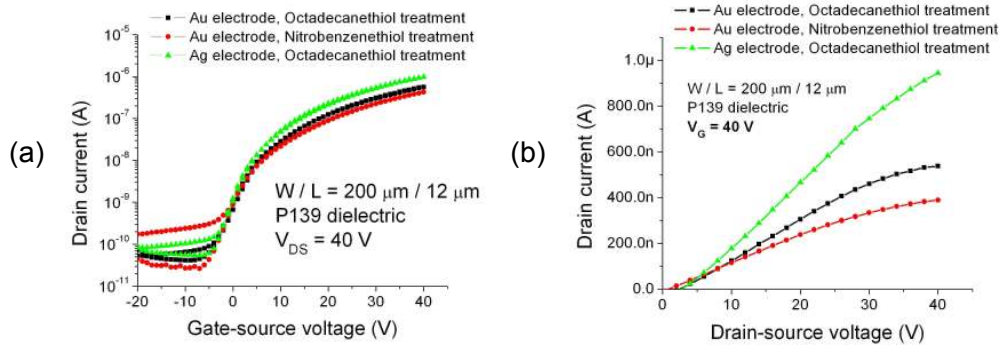 (a)
Au electrode, Octadecanethiol treatment
Au electrode, Nitrobenzenethiol treatment
Ag electrode, Octadecanethiol treatment
Drain current (A)
10⁻⁵
10⁻⁶
10⁻⁷
10⁻⁸
10⁻⁹
10⁻¹⁰
10⁻¹¹
W / L = 200 μm / 12 μm
P139 dielectric
V_DS = 40 V
-20 -10 0 10 20 30 40
Gate-source voltage (V)
(b)
Au electrode, Octadecanethiol treatment
Au electrode, Nitrobenzenethiol treatment
Ag electrode, Octadecanethiol treatment
Drain current (A)
1.0μ
800.0n
600.0n
400.0n
200.0n
0.0
W / L = 200 μm / 12 μm
P139 dielectric
V_G = 40 V
0 10 20 30 40
Drain-source voltage (V)